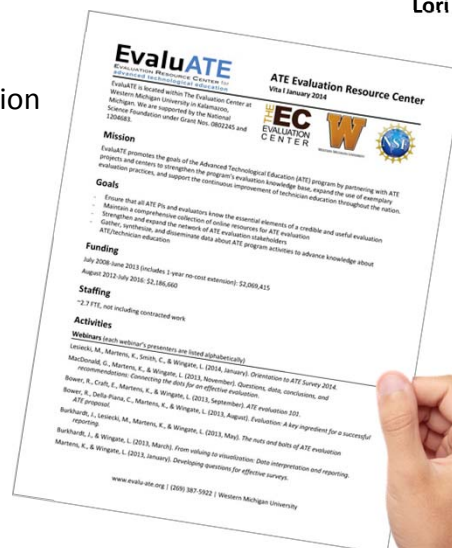 Lori
ion
EvaluATE
EVALUATION RESOURCE CENTER for
advanced technological education
ATE Evaluation Resource Center
Vita I January 2014
EvaluATE is located within The Evaluation Center at
Western Michigan University in Kalamazoo,
Michigan. We are supported by the National
Science Foundation under Grant Nos. 0802245 and
1204683.
THE EC
EVALUATION
CENTER
W
WESTERN MICHIGAN UNIVERSITY
NSF
Mission
EvaluATE promotes the goals of the Advanced Technological Education (ATE) program by partnering with ATE
projects and centers to strengthen the program's evaluation knowledge base, expand the use of exemplary
evaluation practices, and support the continuous improvement of technician education throughout the nation.
Goals
- Ensure that all ATE PIs and evaluators know the essential elements of a credible and useful evaluation
- Maintain a comprehensive collection of online resources for ATE evaluation
- Strengthen and expand the network of ATE evaluation stakeholders
- Gather, synthesize, and disseminate data about ATE program activities to advance knowledge about
ATE/technician education
Funding
July 2008-June 2013 (includes 1-year no-cost extension): $2,069,415
August 2012-July 2016: $2,186,660
Staffing
~2.7 FTE, not including contracted work
Activities
Webinars (each webinar's presenters are listed alphabetically)
Lesiecki, M., Martens, K., Smith, C., & Wingate, L. (2014, January). Orientation to ATE Survey 2014.
MacDonald, G., Martens, K., & Wingate, L. (2013, November). Questions, data, conclusions, and
recommendations: Connecting the dots for an effective evaluation.
Bower, R., Craft, E., Martens, K., & Wingate, L. (2013, September). ATE evaluation 101.
Bower, R., Della-Piana, C., Martens, K., & Wingate, L. (2013, August). Evaluation: A key ingredient for a successful
ATE proposal.
Burkhardt, J., Lesiecki, M., Martens, K., & Wingate, L. (2013, May). The nuts and bolts of ATE evaluation
reporting.
Burkhardt, J., & Wingate, L. (2013, March). From valuing to visualization: Data interpretation and reporting.
Martens, K., & Wingate, L. (2013, January). Developing questions for effective surveys.
www.evalu-ate.org | (269) 387-5922 | Western Michigan University